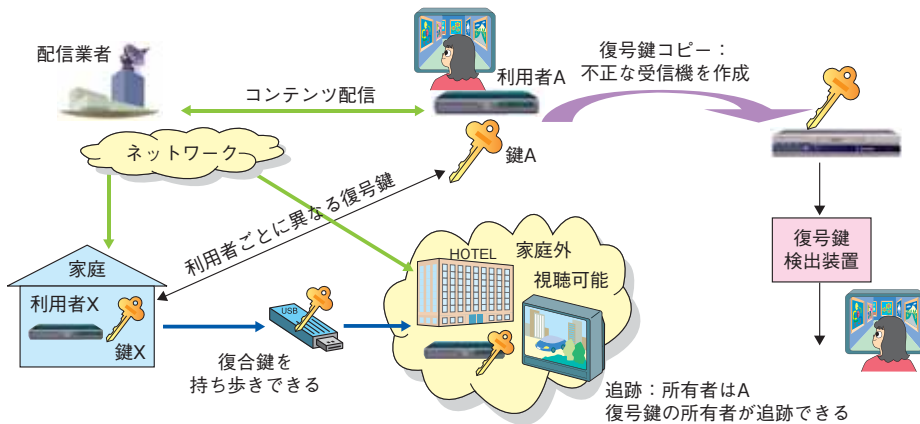 配信業者
コンテンツ配信
利用者A
復号鍵コピー：
不正な受信機を作成
ネットワーク
鍵A
利用者ごとに異なる復号鍵
家庭
利用者X
鍵X
USB
復合鍵を
持ち歩きできる
HOTEL
家庭外
視聴可能
復号鍵
検出装置
追跡：所有者はA
復号鍵の所有者が追跡できる